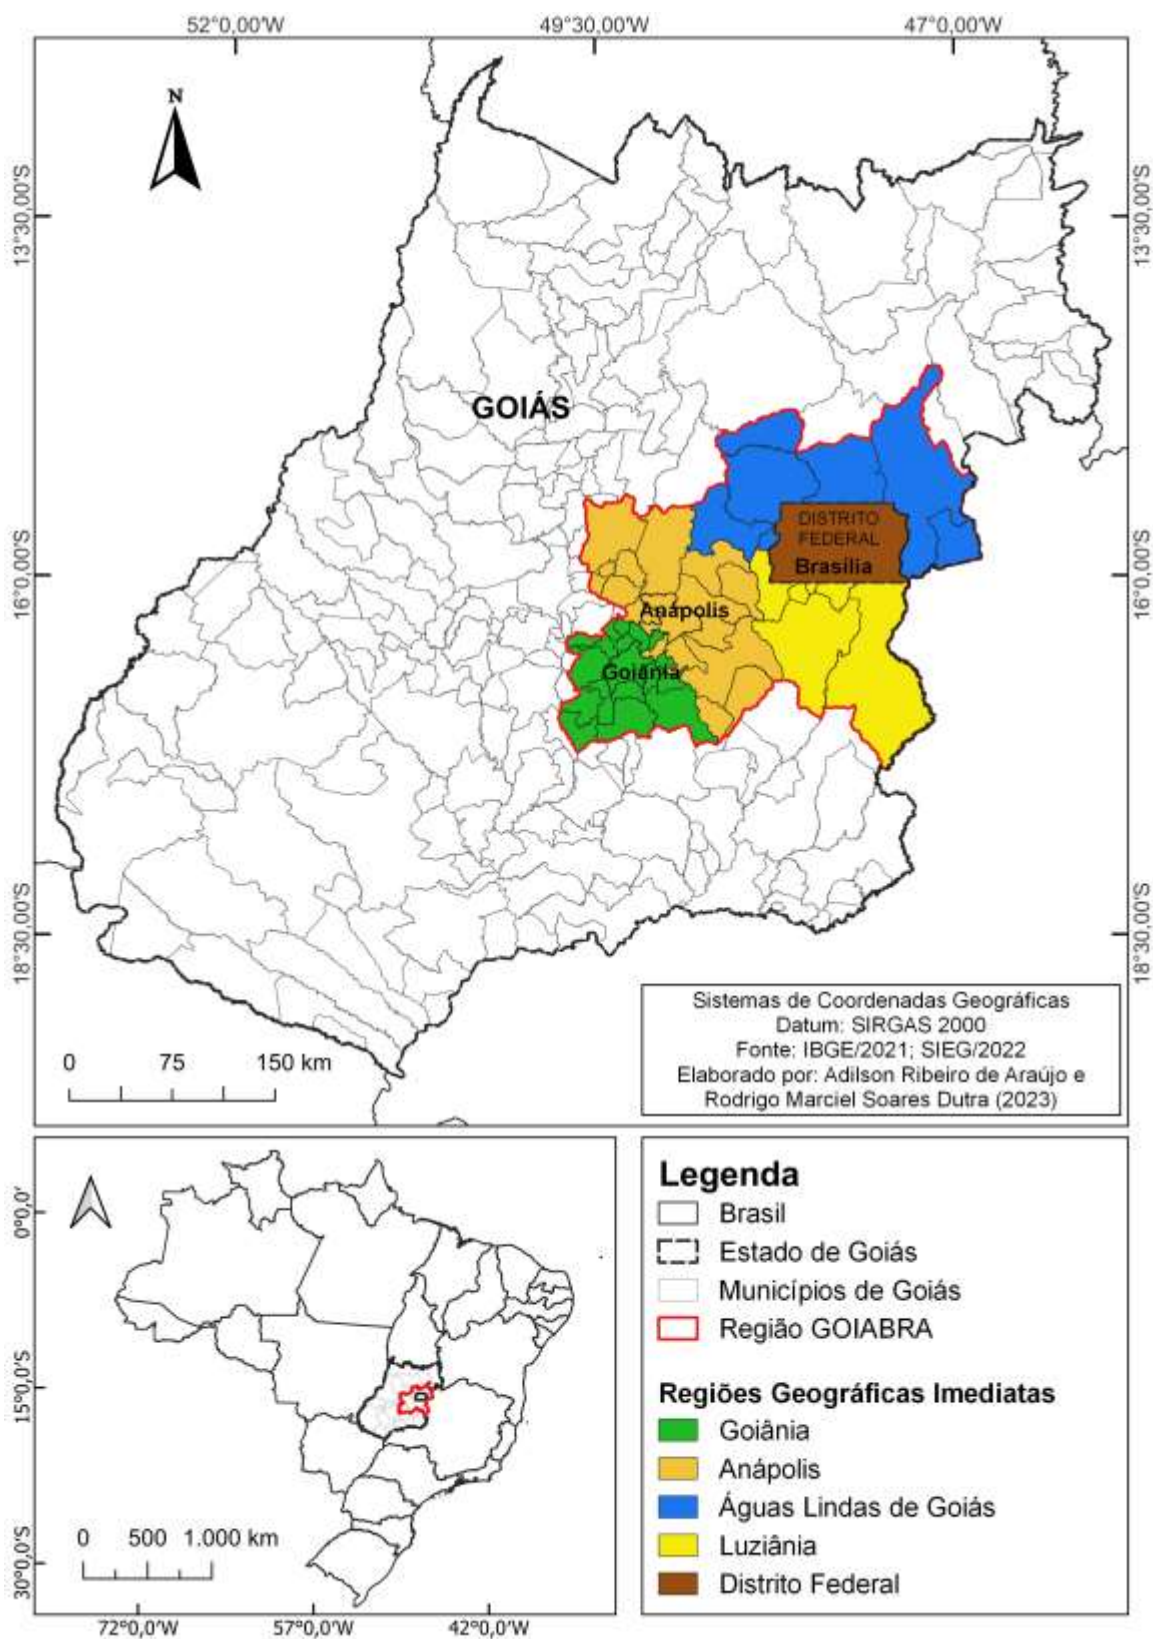 52°0,00'W
49°30,00'W
47°0,00'W
N
13°30,00'S
13°30,00'S
GOIÁS
DISTRITO
FEDERAL
Brasília
16°0,00'S
16°0,00'S
Anápolis
Goiânia
18°30,00'S
18°30,00'S
0 75 150 km
Sistemas de Coordenadas Geográficas
Datum: SIRGAS 2000
Fonte: IBGE/2021; SIEG/2022
Elaborado por: Adilson Ribeiro de Araújo e
Rodrigo Marciel Soares Dutra (2023)
0°0,0'
15°0,0'S
30°0,0'S
0 500 1.000 km
72°0,0'W
57°0,0'W
42°0,0'W
Legenda
Brasil
Estado de Goiás
Municípios de Goiás
Região GOIABRA
Regiões Geográficas Imediatas
Goiânia
Anápolis
Águas Lindas de Goiás
Luziânia
Distrito Federal